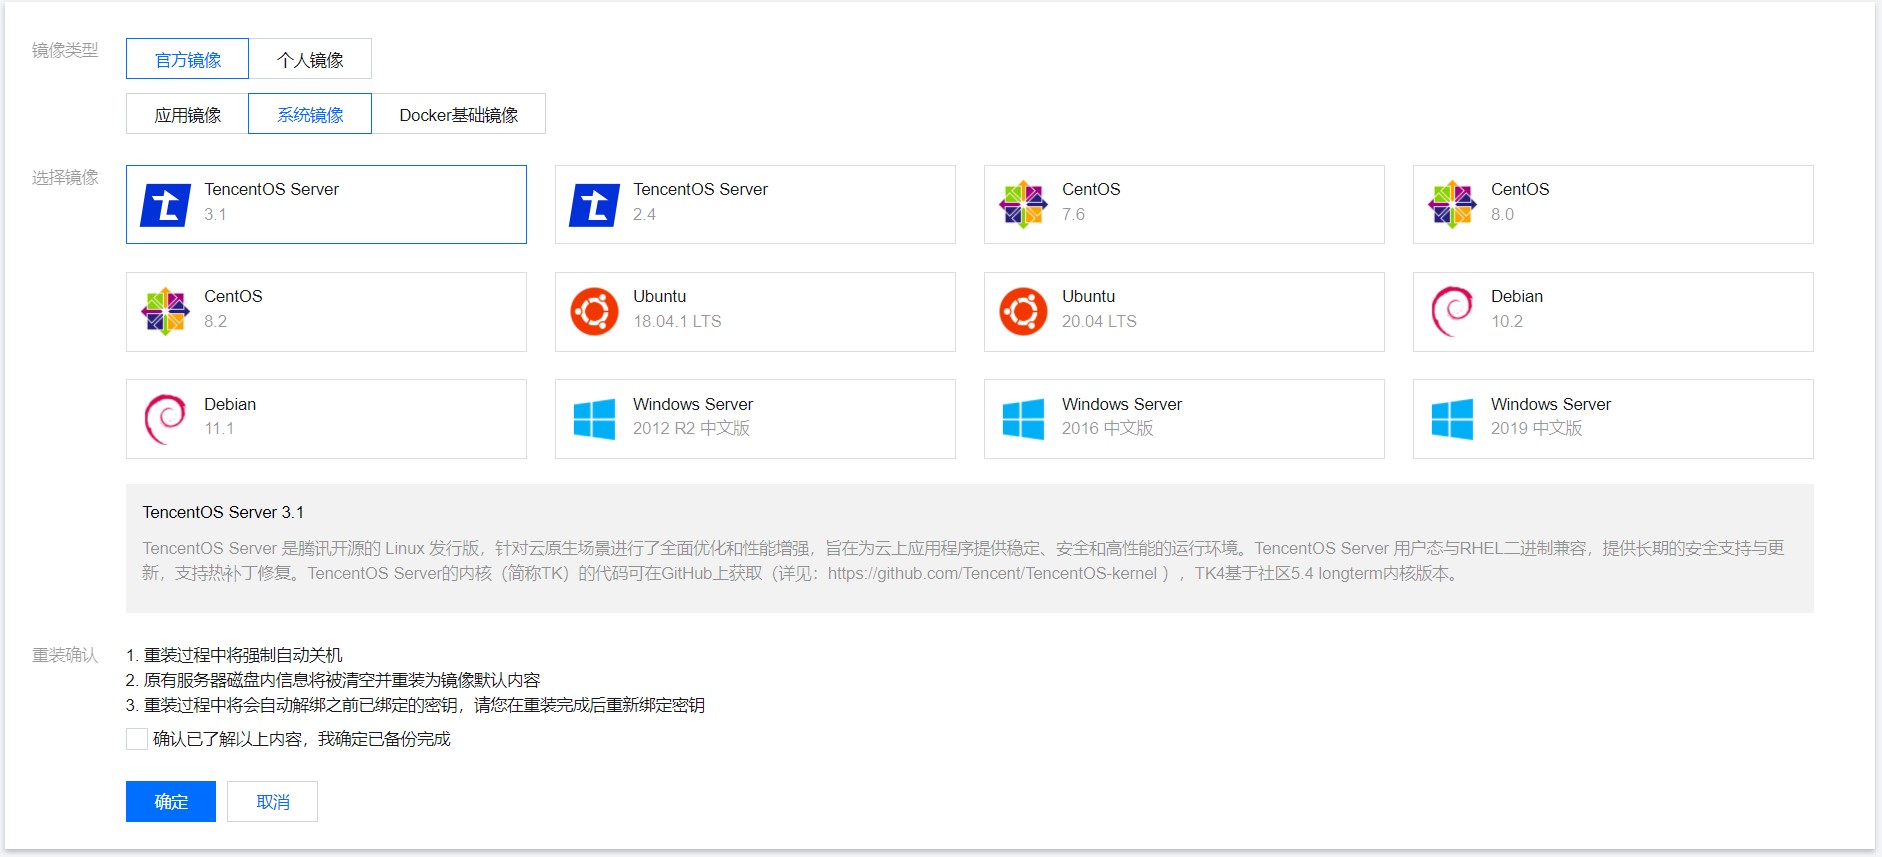 镜像类型
官方镜像 个人镜像
应用镜像 系统镜像 Docker基础镜像
选择镜像
TencentOS Server
3.1
TencentOS Server
2.4
CentOS
7.6
CentOS
8.0
CentOS
8.2
Ubuntu
18.04.1 LTS
Ubuntu
20.04 LTS
Debian
10.2
Debian
11.1
Windows Server
2012 R2 中文版
Windows Server
2016 中文版
Windows Server
2019 中文版
TencentOS Server 3.1
TencentOS Server 是腾讯开源的 Linux 发行版，针对云原生场景进行了全面优化和性能增强，旨在为云上应用程序提供稳定、安全和高性能的运行环境。TencentOS Server 用户态与RHEL二进制兼容，提供长期的安全支持与更
新，支持热补丁修复。TencentOS Server的内核（简称TK）的代码可在GitHub上获取（详见：https://github.com/Tencent/TencentOS-kernel ），TK4基于社区5.4 longterm内核版本。
重装确认
1. 重装过程中将强制自动关机
2. 原有服务器磁盘内信息将被清空并重装为镜像默认内容
3. 重装过程中将会自动解绑之前已绑定的密钥，请您在重装完成后重新绑定密钥
确认已了解以上内容，我确定已备份完成
确定 取消